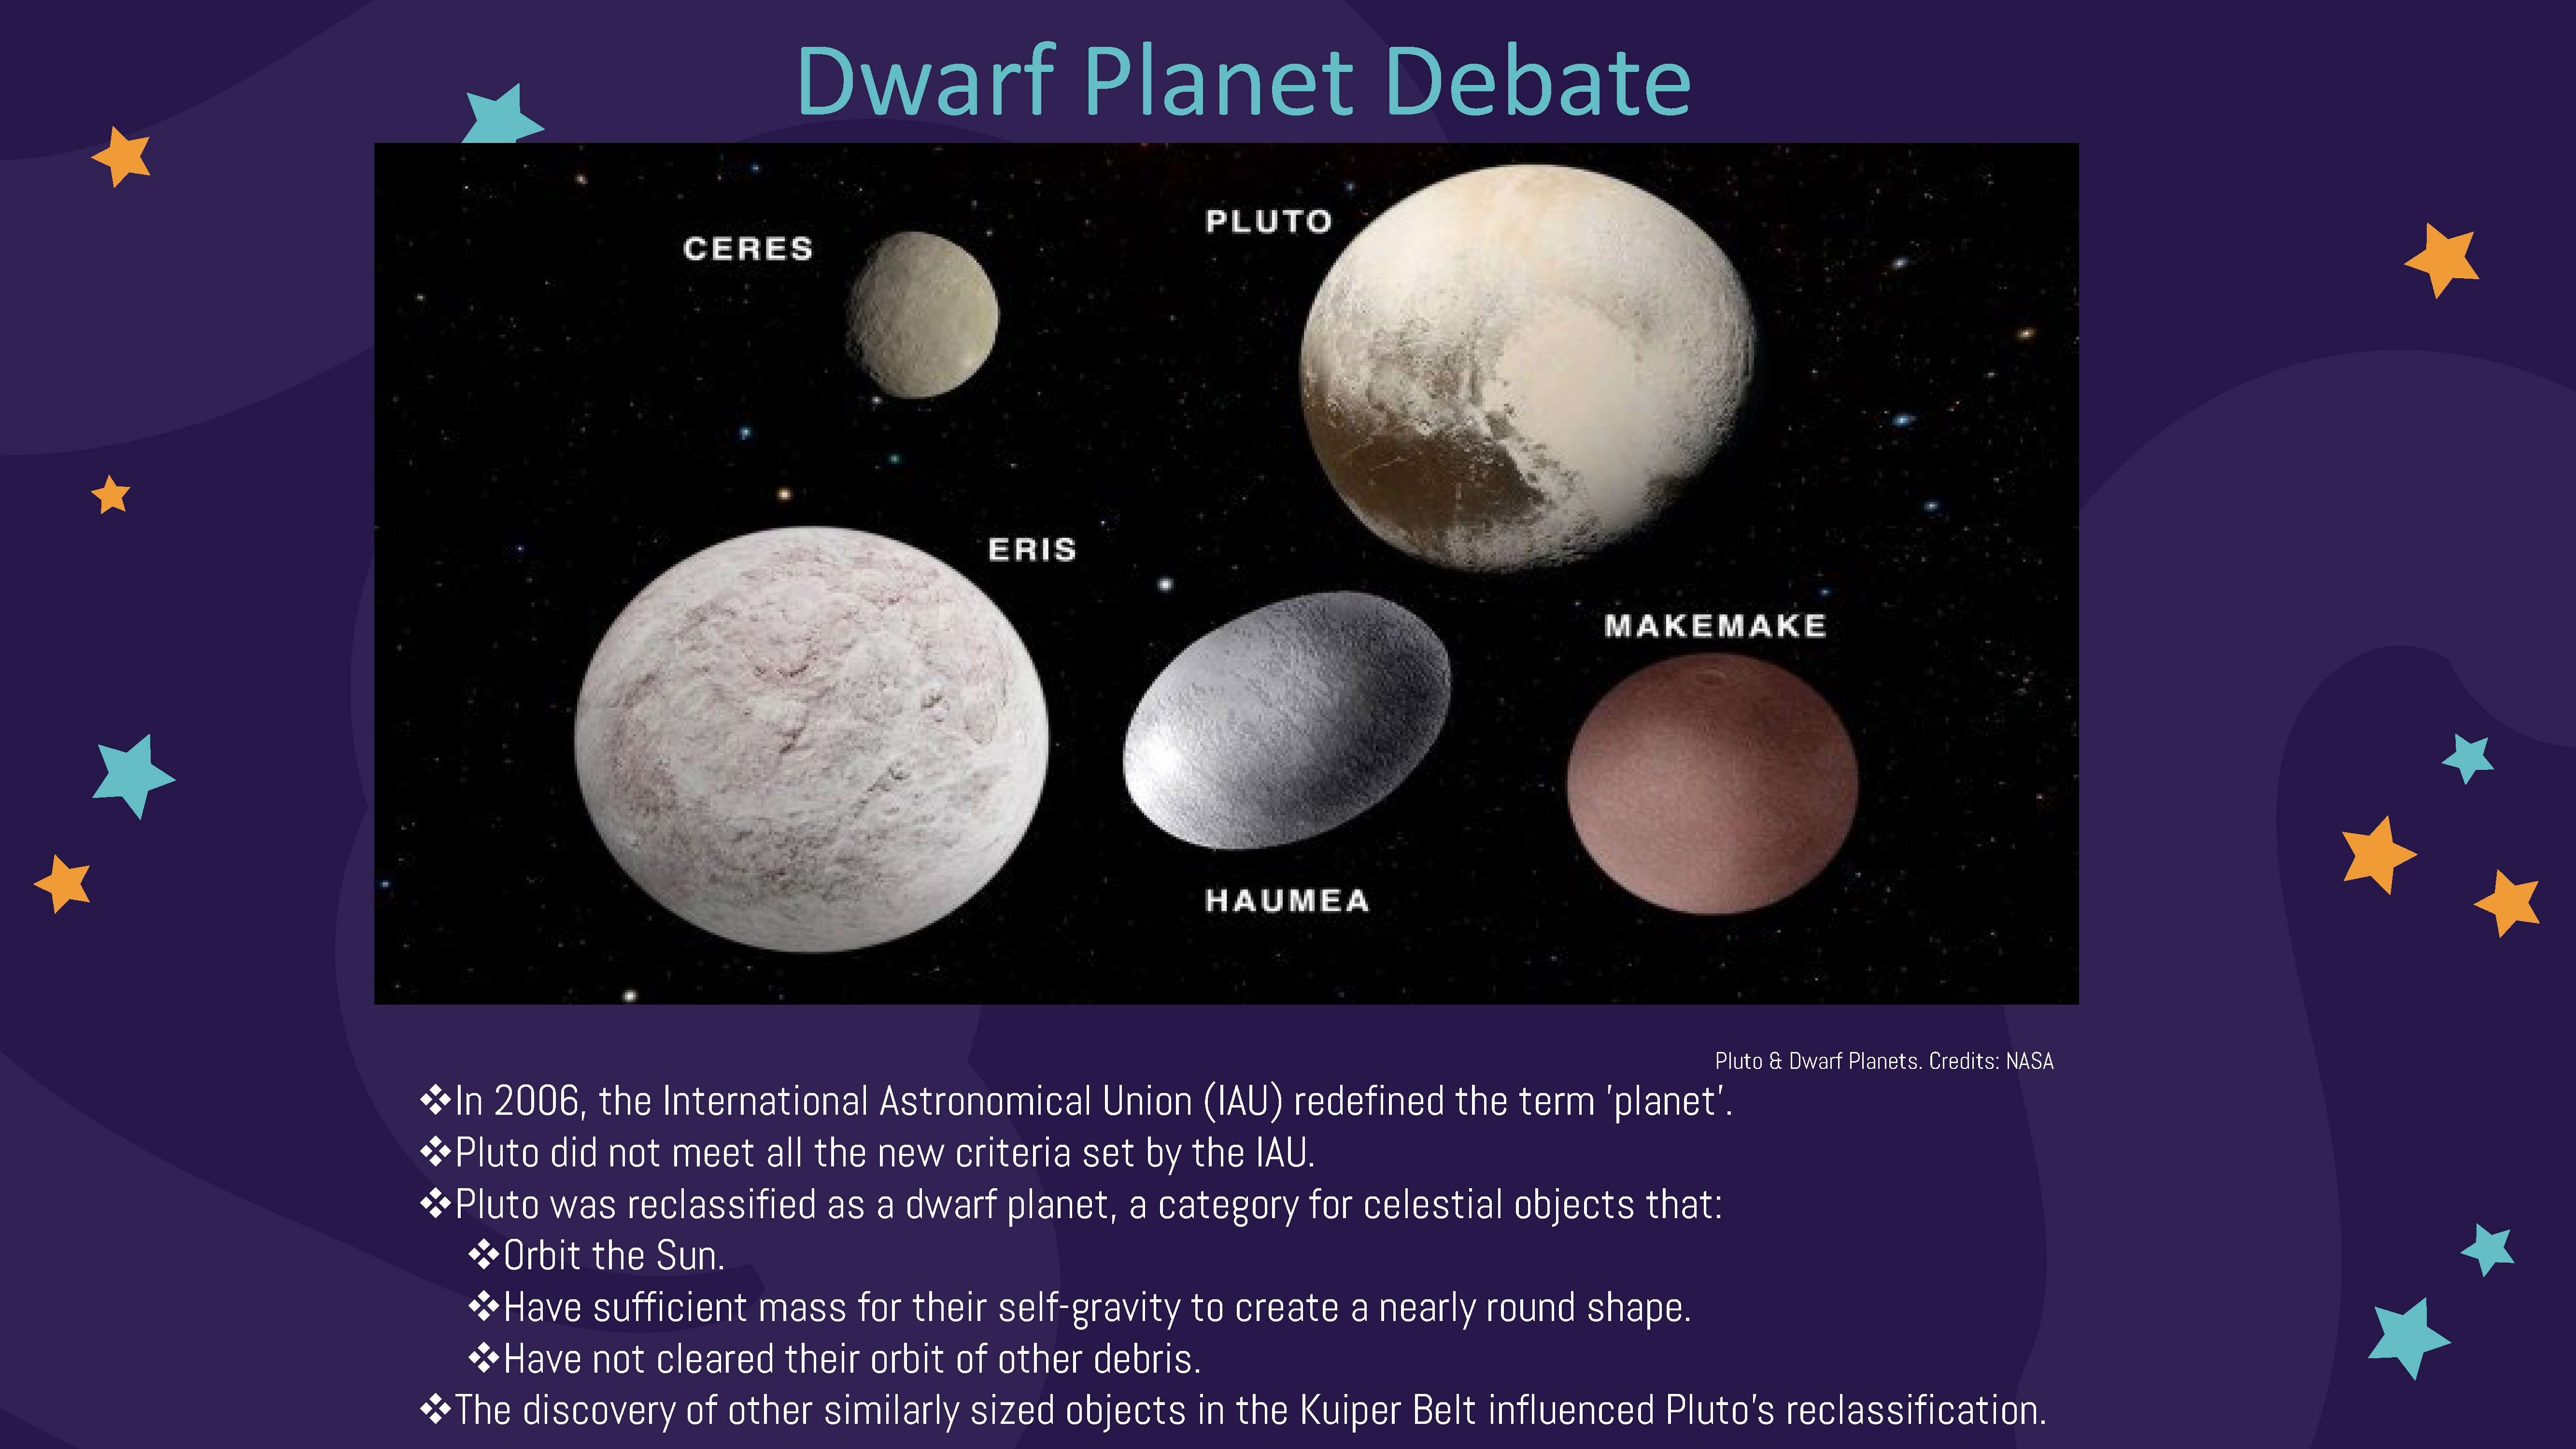 Dwarf Planet Debate
CERES
PLUTO
ERIS
MAKEMAKE
HAUMEA
Pluto & Dwarf Planets. Credits: NASA
❖In 2006, the International Astronomical Union (IAU) redefined the term 'planet'.
❖Pluto did not meet all the new criteria set by the IAU.
❖Pluto was reclassified as a dwarf planet, a category for celestial objects that:
❖Orbit the Sun.
❖Have sufficient mass for their self-gravity to create a nearly round shape.
❖Have not cleared their orbit of other debris.
❖The discovery of other similarly sized objects in the Kuiper Belt influenced Pluto's reclassification.